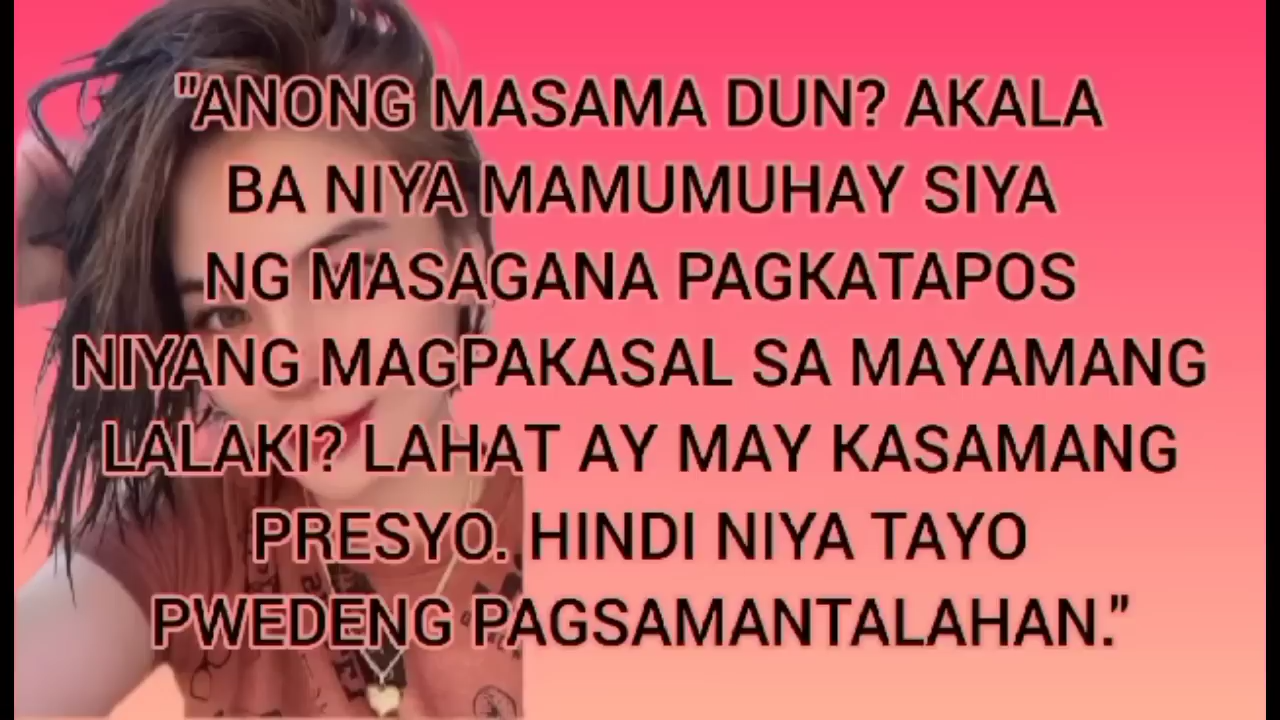 "ANONG MASAMA DUN? AKALA
BA NIYA MAMUMUHAY SIYA
NG MASAGANA PAGKATAPOS
NIYANG MAGPAKASAL SA MAYAMANG
LALAKI? LAHAT AY MAY KASAMANG
PRESYO. HINDI NIYA TAYO
PWEDENG PAGSAMANTALAHAN."